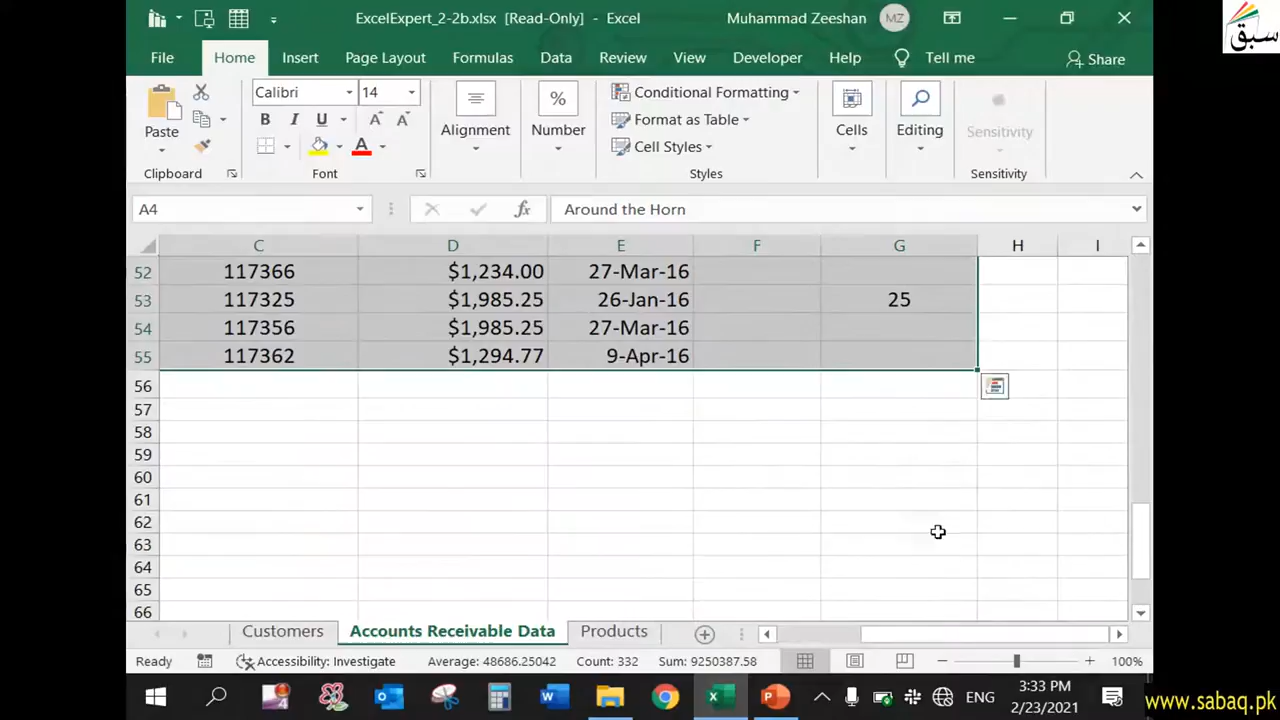 ExcelExpert_2-2b.xlsx [Read-Only] - Excel
Muhammad Zeeshan
MZ
سبق
File Home Insert Page Layout Formulas Data Review View Developer Help Tell me Share
Calibri 14
Paste
B I U A A
A
Alignment
%
Number
Conditional Formatting
Format as Table
Cell Styles
Cells
Editing
Sensitivity
Clipboard Font Styles Sensitivity
A4 fx Around the Horn
C D E F G H I
52 117366 $1,234.00 27-Mar-16
53 117325 $1,985.25 26-Jan-16 25
54 117356 $1,985.25 27-Mar-16
55 117362 $1,294.77 9-Apr-16
56
57
58
59
60
61
62
63
64
65
66
Customers Accounts Receivable Data Products
Ready Accessibility: Investigate Average: 48686.25042 Count: 332 Sum: 9250387.58 100%
ENG
3:33 PM
2/23/2021
www.sabaq.pk